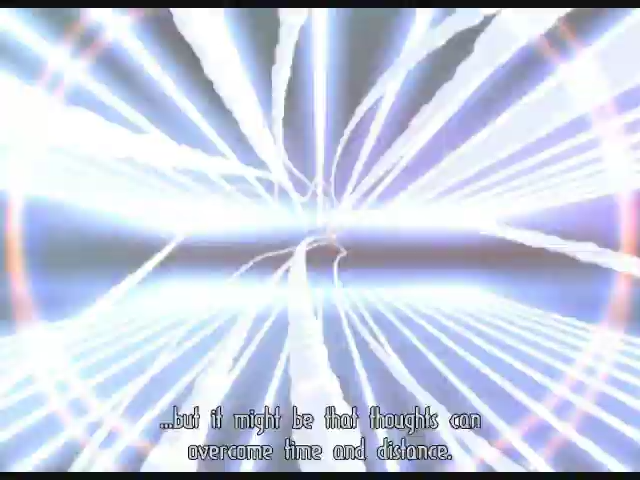 ...but it might be that thoughts can
overcome time and distance.